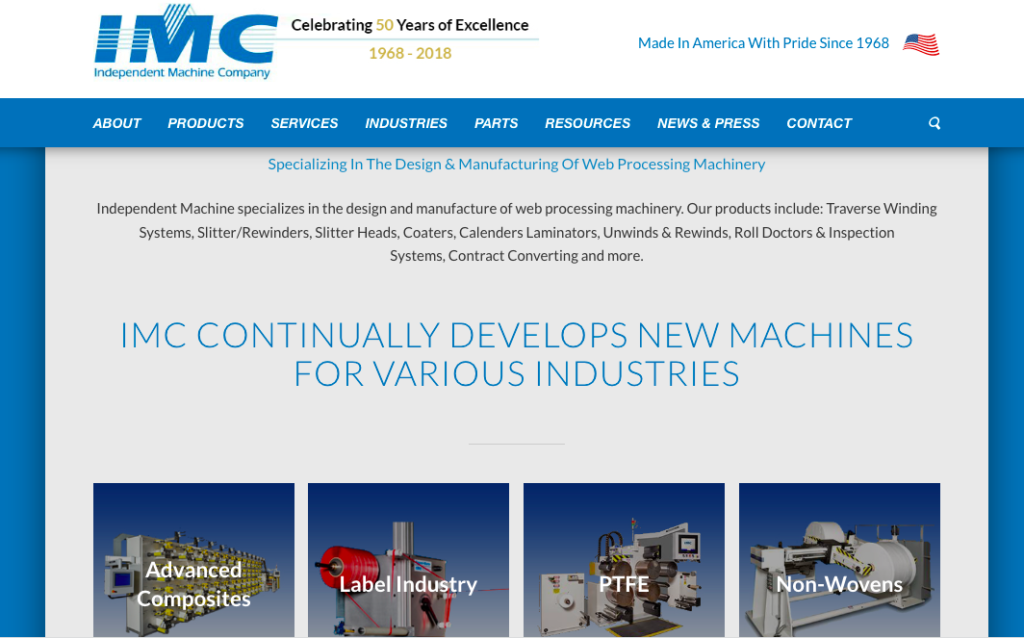 IMC
Independent Machine Company
Celebrating 50 Years of Excellence
1968 - 2018
Made In America With Pride Since 1968
ABOUT PRODUCTS SERVICES INDUSTRIES PARTS RESOURCES NEWS & PRESS CONTACT
Specializing In The Design & Manufacturing Of Web Processing Machinery
Independent Machine specializes in the design and manufacture of web processing machinery. Our products include: Traverse Winding
Systems, Slitter/Rewinders, Slitter Heads, Coaters, Calenders Laminators, Unwinds & Rewinds, Roll Doctors & Inspection
Systems, Contract Converting and more.
IMC CONTINUALLY DEVELOPS NEW MACHINES
FOR VARIOUS INDUSTRIES
Advanced
Composites
Label Industry
PTFE
Non-Wovens